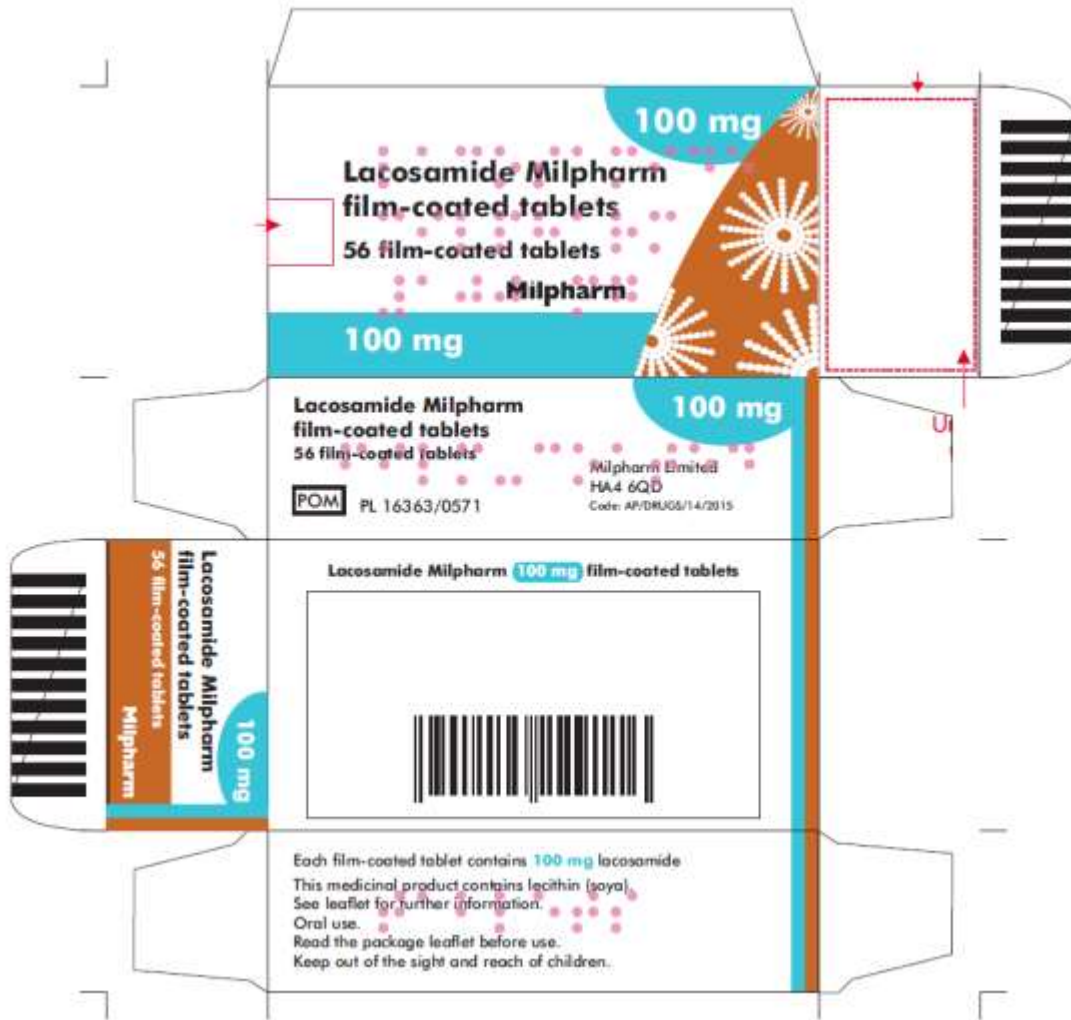 100 mg
Lacosamide Milpharm
film-coated tablets
56 film-coated tablets
Milpharm
100 mg
100 mg
Lacosamide Milpharm
film-coated tablets
56 film-coated tablets
Milpharm Limited
HA4 6QD
Code: AP/DRUGS/14/2015
POM
PL 16363/0571
Lacosamide Milpharm
film-coated tablets
56 film-coated tablets
Milpharm
100 mg
Lacosamide Milpharm 100 mg film-coated tablets
Each film-coated tablet contains 100 mg lacosamide
This medicinal product contains lecithin (soya).
See leaflet for further information.
Oral use.
Read the package leaflet before use.
Keep out of the sight and reach of children.